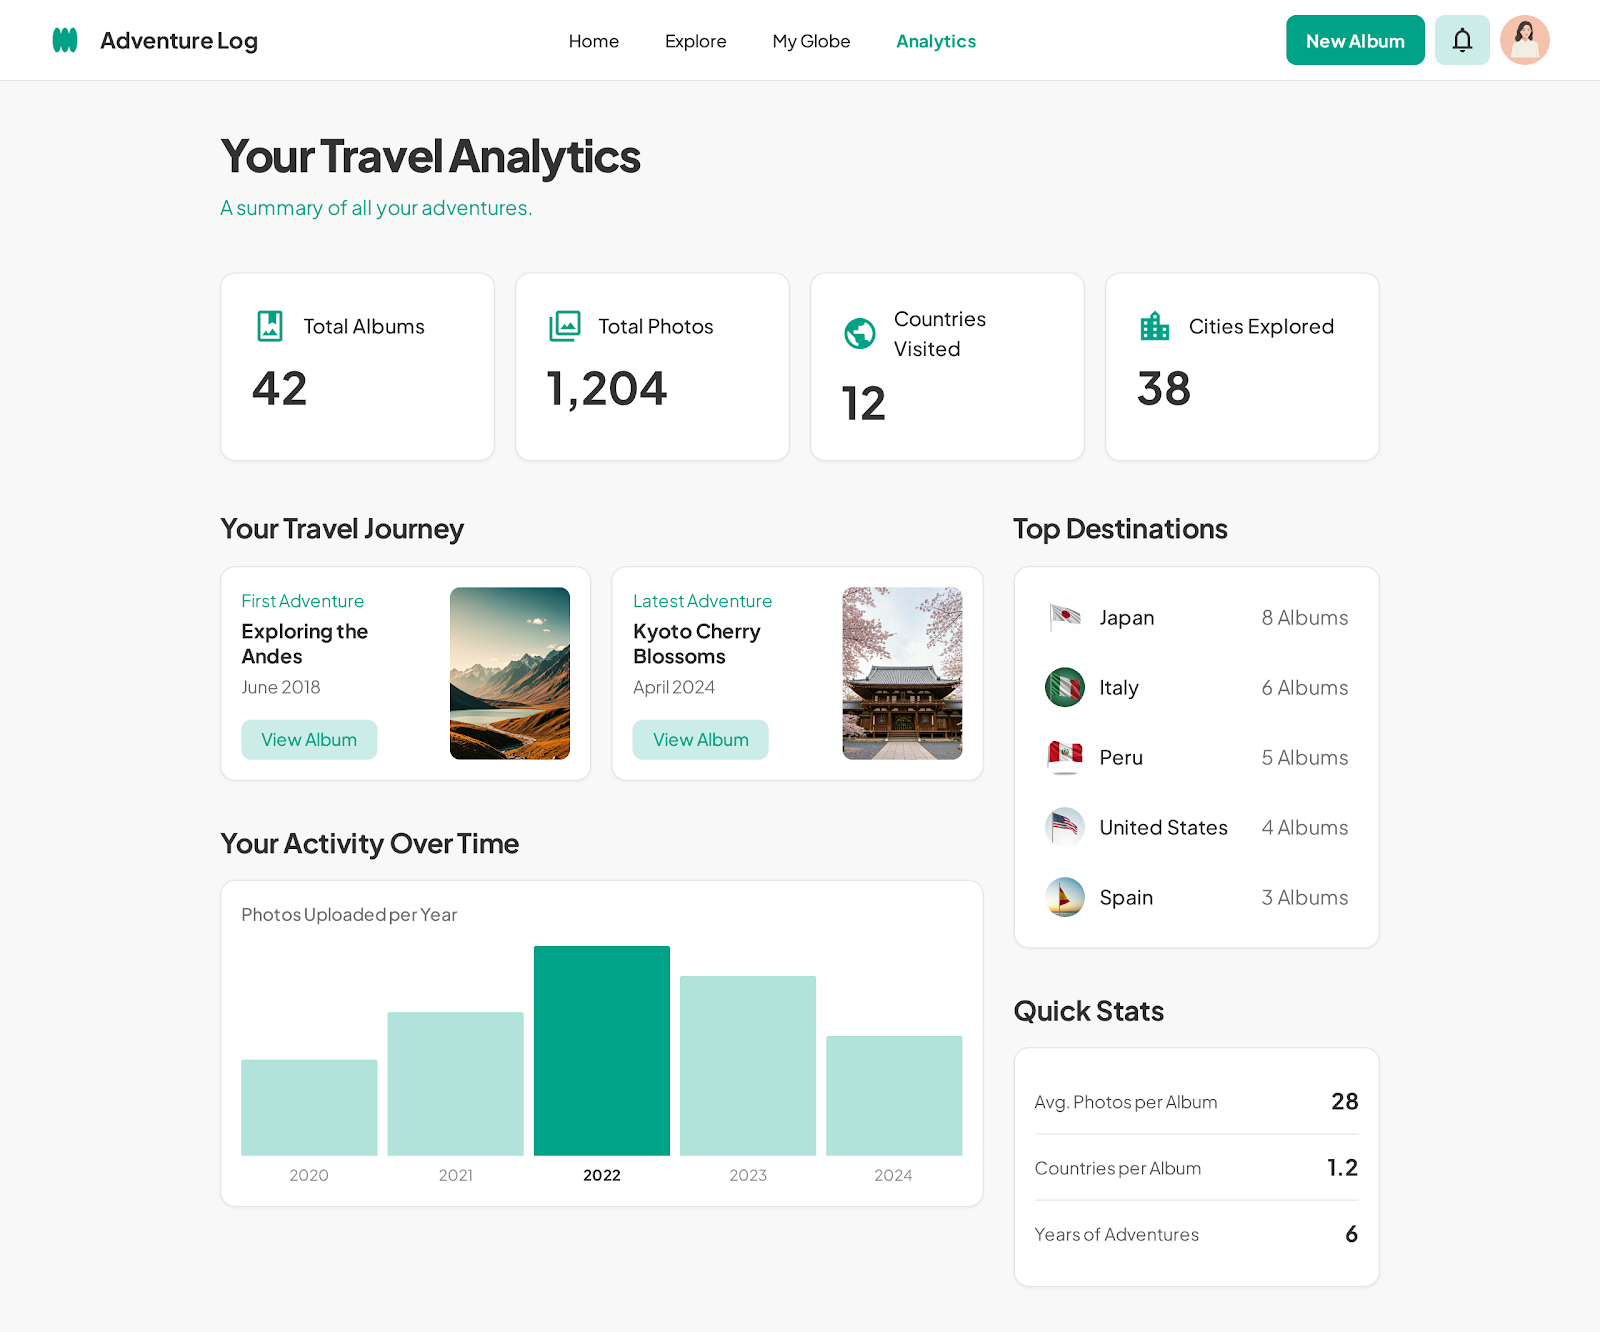 Adventure Log
Home
Explore
My Globe
Analytics
New Album
Your Travel Analytics
A summary of all your adventures.
Total Albums
42
Total Photos
1,204
Countries
Visited
12
Cities Explored
38
Your Travel Journey
First Adventure
Exploring the
Andes
June 2018
View Album
Latest Adventure
Kyoto Cherry
Blossoms
April 2024
View Album
Your Activity Over Time
Photos Uploaded per Year
2020
2021
2022
2023
2024
Top Destinations
Japan
8 Albums
Italy
6 Albums
Peru
5 Albums
United States
4 Albums
Spain
3 Albums
Quick Stats
Avg. Photos per Album
28
Countries per Album
1.2
Years of Adventures
6